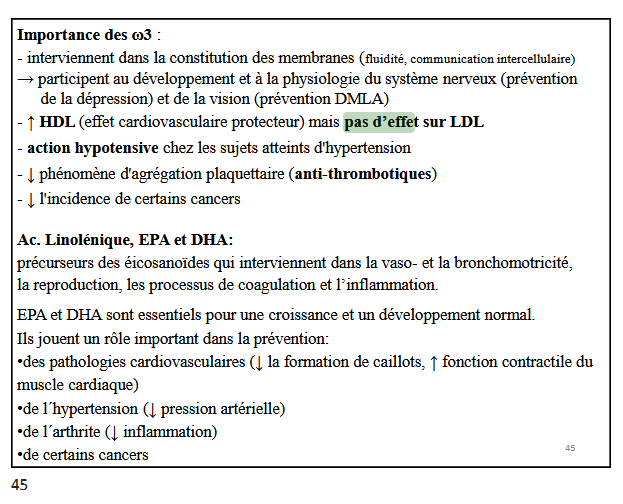 Importance des ω3 :
- interviennent dans la constitution des membranes (fluidité, communication intercellulaire)
→ participent au développement et à la physiologie du système nerveux (prévention
de la dépression) et de la vision (prévention DMLA)
- ↑ HDL (effet cardiovasculaire protecteur) mais pas d’effet sur LDL
- action hypotensive chez les sujets atteints d'hypertension
- ↓ phénomène d'agrégation plaquettaire (anti-thrombotiques)
- ↓ l'incidence de certains cancers
Ac. Linolénique, EPA et DHA:
précurseurs des éicosanoïdes qui interviennent dans la vaso- et la bronchomotricité,
la reproduction, les processus de coagulation et l’inflammation.
EPA et DHA sont essentiels pour une croissance et un développement normal.
Ils jouent un rôle important dans la prévention:
•des pathologies cardiovasculaires (↓ la formation de caillots, ↑ fonction contractile du
muscle cardiaque)
•de l´hypertension (↓ pression artérielle)
•de l´arthrite (↓ inflammation)
•de certains cancers
45
45